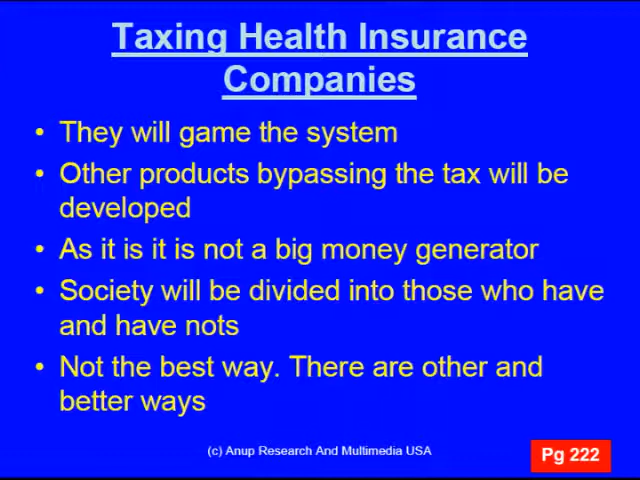 Taxing Health Insurance
Companies
• They will game the system
• Other products bypassing the tax will be
developed
• As it is it is not a big money generator
• Society will be divided into those who have
and have nots
• Not the best way. There are other and
better ways
(c) Anup Research And Multimedia USA
Pg 222